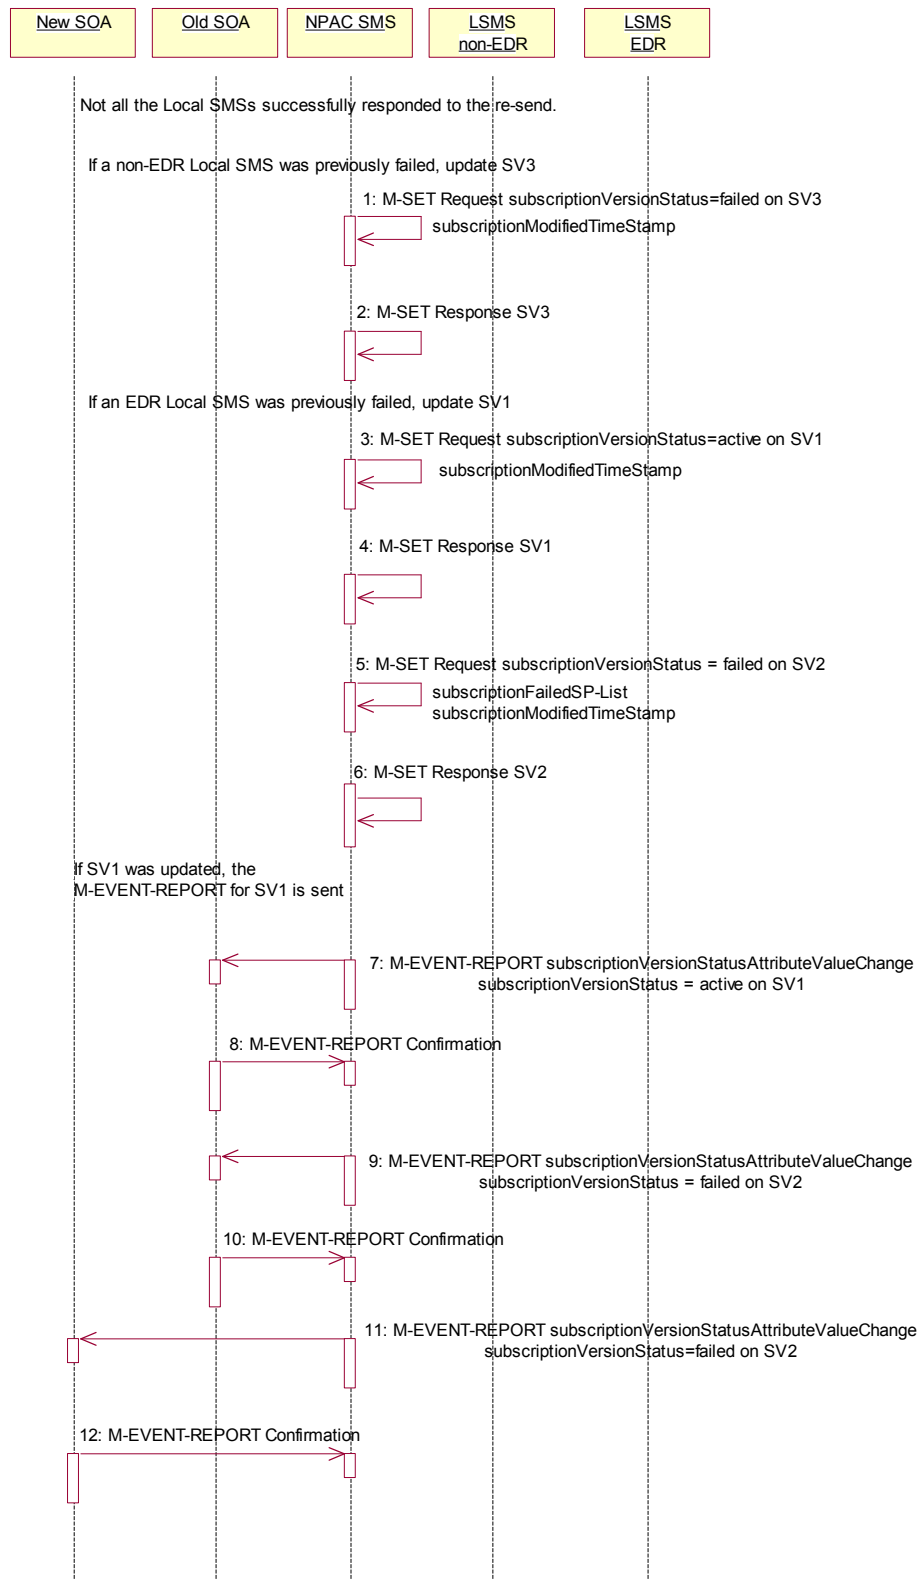 New SOA
Old SOA
NPAC SMS
LSMS
non-EDR
LSMS
EDR
Not all the Local SMSs successfully responded to the re-send.
If a non-EDR Local SMS was previously failed, update SV3
1: M-SET Request subscriptionVersionStatus=failed on SV3
subscriptionModifiedTimeStamp
2: M-SET Response SV3
If an EDR Local SMS was previously failed, update SV1
3: M-SET Request subscriptionVersionStatus=active on SV1
subscriptionModifiedTimeStamp
4: M-SET Response SV1
5: M-SET Request subscriptionVersionStatus = failed on SV2
subscriptionFailedSP-List
subscriptionModifiedTimeStamp
6: M-SET Response SV2
If SV1 was updated, the
M-EVENT-REPORT for SV1 is sent
7: M-EVENT-REPORT subscriptionVersionStatusAttributeValueChange
subscriptionVersionStatus = active on SV1
8: M-EVENT-REPORT Confirmation
9: M-EVENT-REPORT subscriptionVersionStatusAttributeValueChange
subscriptionVersionStatus = failed on SV2
10: M-EVENT-REPORT Confirmation
11: M-EVENT-REPORT subscriptionVersionStatusAttributeValueChange
subscriptionVersionStatus=failed on SV2
12: M-EVENT-REPORT Confirmation